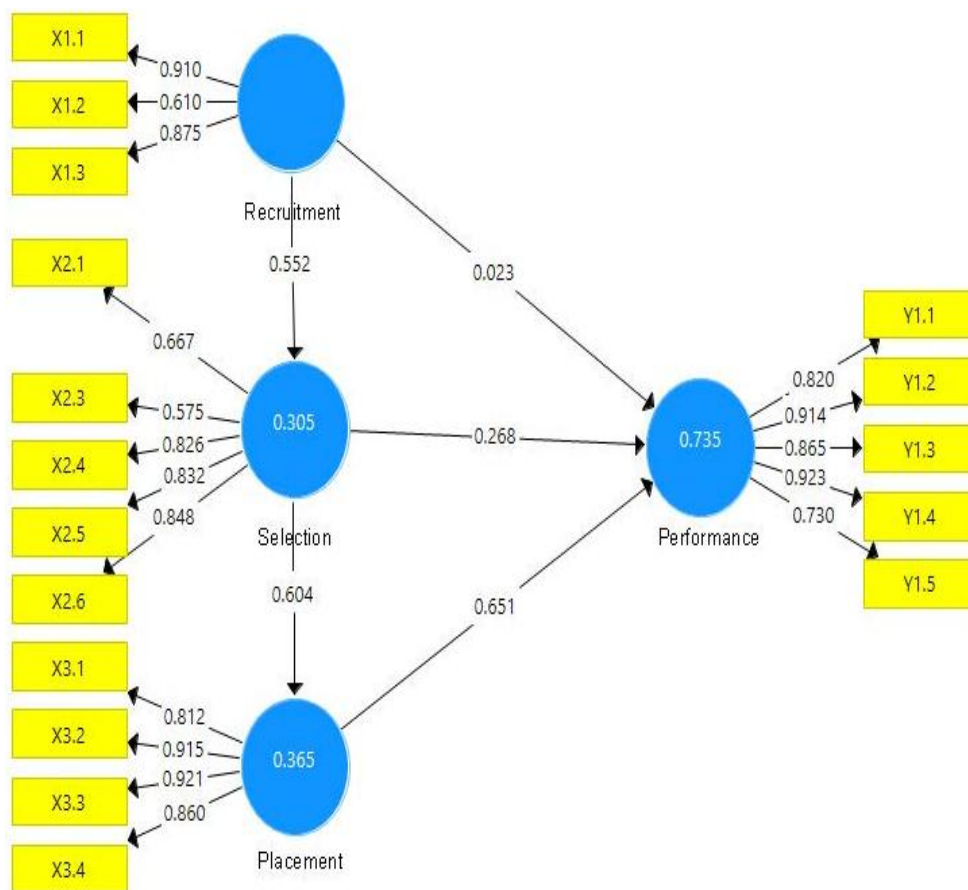 X1.1
0.910
X1.2
0.610
X1.3
0.875
Recruitment
X2.1
0.552
0.023
0.667
Y1.1
0.820
X2.3
0.575
0.305
Y1.2
0.914
X2.4
0.826
0.268
0.735
0.865
Y1.3
0.832
0.923
X2.5
0.848
Selection
Performance
0.730
Y1.4
X2.6
0.604
0.651
Y1.5
X3.1
0.812
X3.2
0.915
0.365
0.921
X3.3
0.860
Placement
X3.4